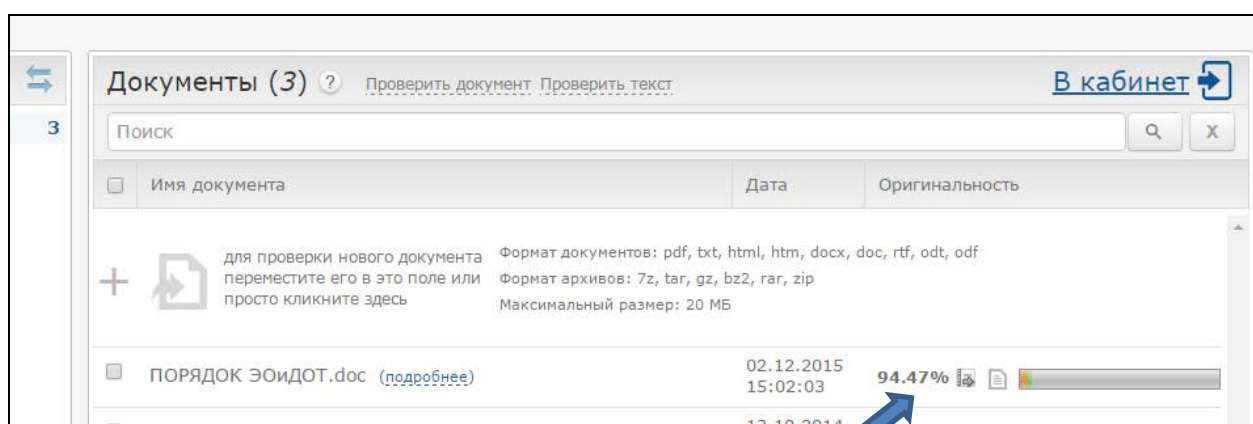 Документы (3) ? Проверить документ Проверить текст В кабинет
3
Поиск X
Имя документа Дата Оригинальность
для проверки нового документа
переместите его в это поле или
просто кликните здесь
Формат документов: pdf, txt, html, htm, docx, doc, rtf, odt, odf
Формат архивов: 7z, tar, gz, bz2, rar, zip
Максимальный размер: 20 МБ
ПОРЯДОК ЭОиДОТ.doc (подробнее)
02.12.2015
15:02:03
94.47%